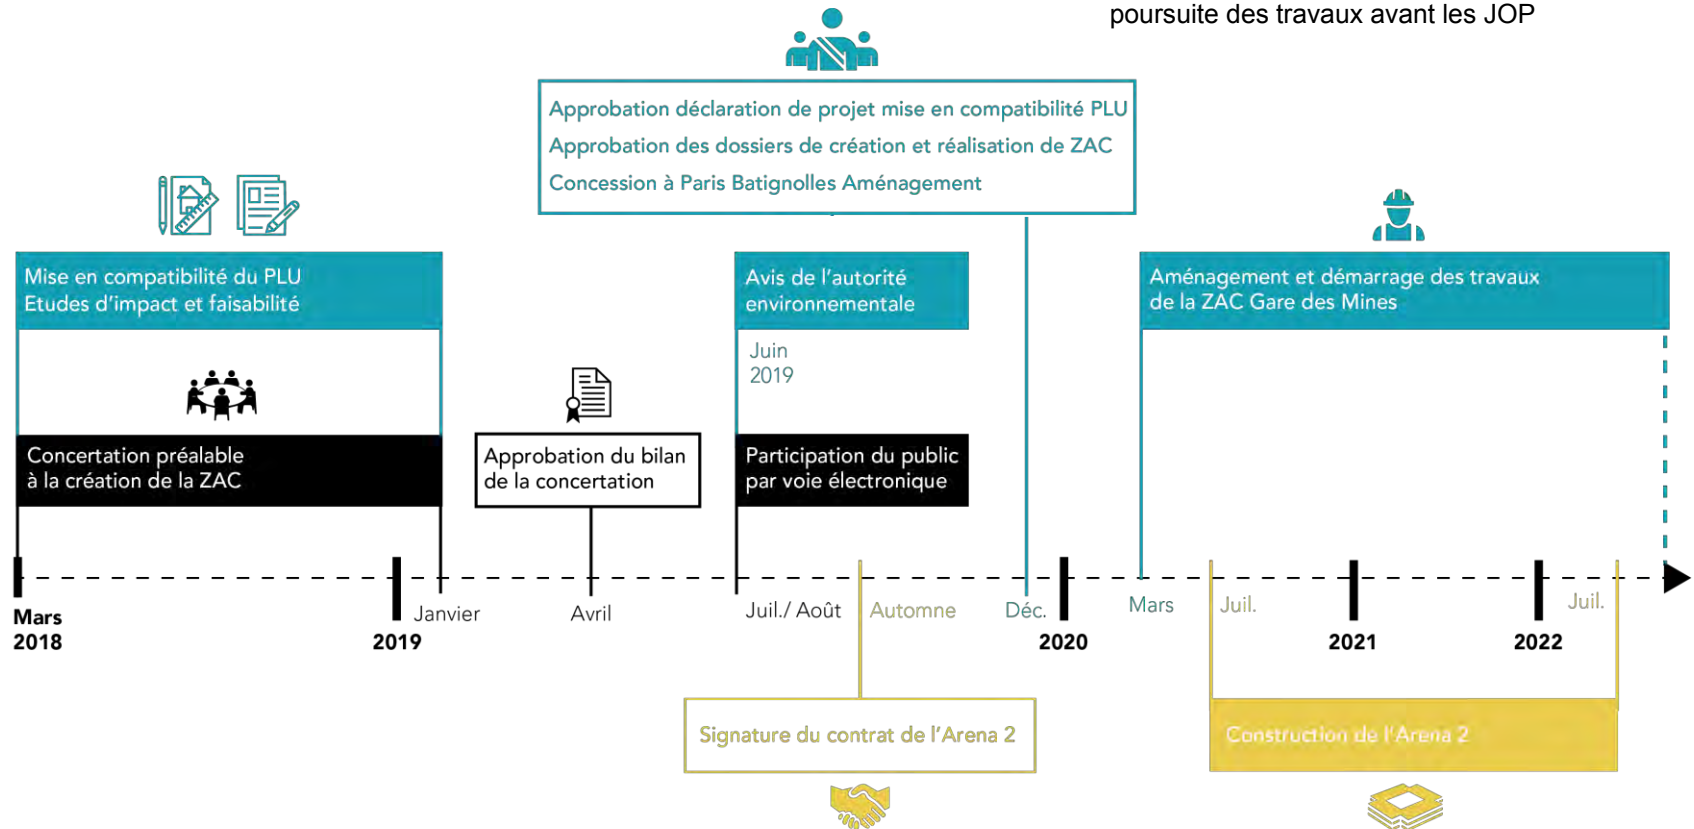 poursuite des travaux avant les JOP
Approbation déclaration de projet mise en compatibilité PLU
Approbation des dossiers de création et réalisation de ZAC
Concession à Paris Batignolles Aménagement
Mise en compatibilité du PLU
Etudes d'impact et faisabilité
Avis de l'autorité
environnementale
Aménagement et démarrage des travaux
de la ZAC Gare des Mines
Juin
2019
Concertation préalable
à la création de la ZAC
Approbation du bilan
de la concertation
Participation du public
par voie électronique
Mars
2018
2019
Janvier
Avril
Juil./ Août
Automne
Déc.
2020
Mars
Juil.
2021
2022
Juil.
Signature du contrat de l'Arena 2
Construction de l'Arena 2